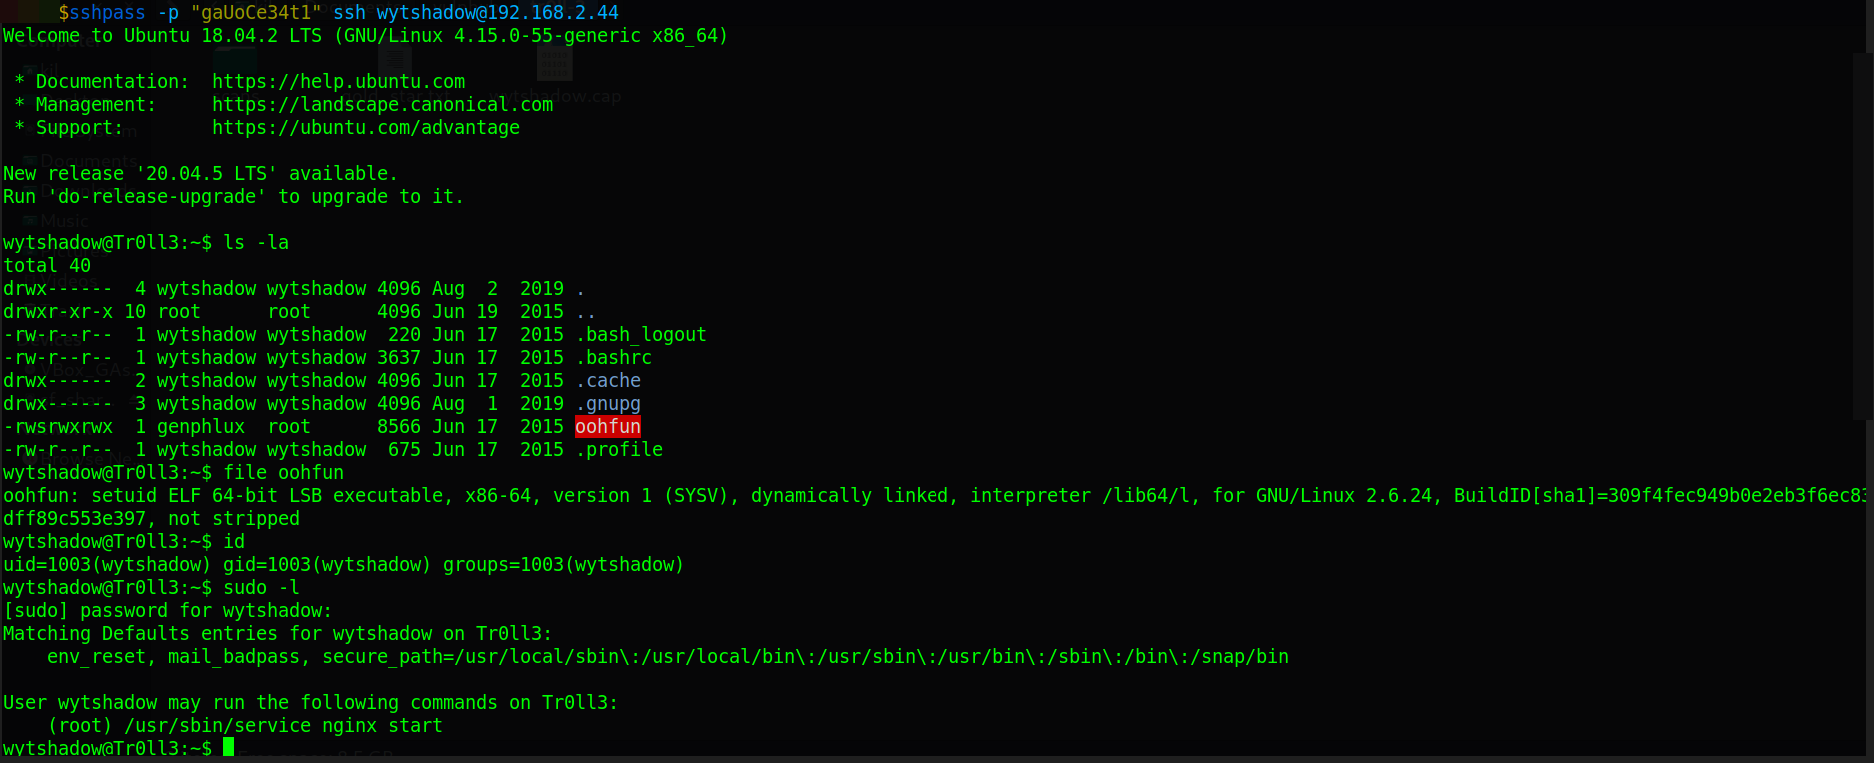 $sshpass -p "gaUoCe34t1" ssh wytshadow@192.168.2.44
Welcome to Ubuntu 18.04.2 LTS (GNU/Linux 4.15.0-55-generic x86_64)
* Documentation:  https://help.ubuntu.com
* Management:     https://landscape.canonical.com
* Support:        https://ubuntu.com/advantage
New release '20.04.5 LTS' available.
Run 'do-release-upgrade' to upgrade to it.
wytshadow@Tr0ll3:~$ ls -la
total 40
drwx------  4 wytshadow wytshadow 4096 Aug  2  2019 .
drwxr-xr-x 10 root      root      4096 Jun 19  2015 ..
-rw-r--r--  1 wytshadow wytshadow  220 Jun 17  2015 .bash_logout
-rw-r--r--  1 wytshadow wytshadow 3637 Jun 17  2015 .bashrc
drwx------  2 wytshadow wytshadow 4096 Jun 17  2015 .cache
drwx------  3 wytshadow wytshadow 4096 Aug  1  2019 .gnupg
-rwsrwxrwx  1 genphlux  root      8566 Jun 17  2015 oohfun
-rw-r--r--  1 wytshadow wytshadow  675 Jun 17  2015 .profile
wytshadow@Tr0ll3:~$ file oohfun
oohfun: setuid ELF 64-bit LSB executable, x86-64, version 1 (SYSV), dynamically linked, interpreter /lib64/l, for GNU/Linux 2.6.24, BuildID[sha1]=309f4fec949b0e2eb3f6ec83
dff89c553e397, not stripped
wytshadow@Tr0ll3:~$ id
uid=1003(wytshadow) gid=1003(wytshadow) groups=1003(wytshadow)
wytshadow@Tr0ll3:~$ sudo -l
[sudo] password for wytshadow:
Matching Defaults entries for wytshadow on Tr0ll3:
    env_reset, mail_badpass, secure_path=/usr/local/sbin\:/usr/local/bin\:/usr/sbin\:/usr/bin\:/sbin\:/bin\:/snap/bin
User wytshadow may run the following commands on Tr0ll3:
    (root) /usr/sbin/service nginx start
wytshadow@Tr0ll3:~$